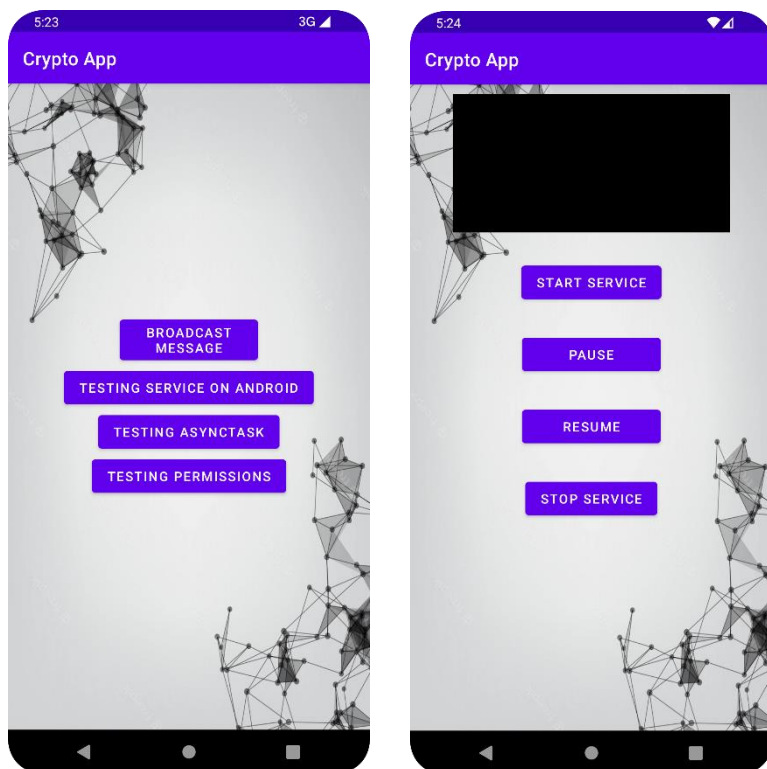 5:23
3G
Crypto App
BROADCAST
MESSAGE
TESTING SERVICE ON ANDROID
TESTING ASYNCTASK
TESTING PERMISSIONS
5:24
Crypto App
START SERVICE
PAUSE
RESUME
STOP SERVICE